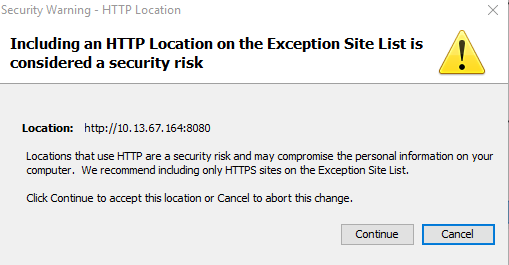 Security Warning - HTTP Location
Including an HTTP Location on the Exception Site List is
considered a security risk
Location: http://10.13.67.164:8080
Locations that use HTTP are a security risk and may compromise the personal information on your
computer. We recommend including only HTTPS sites on the Exception Site List.
Click Continue to accept this location or Cancel to abort this change.
Continue
Cancel